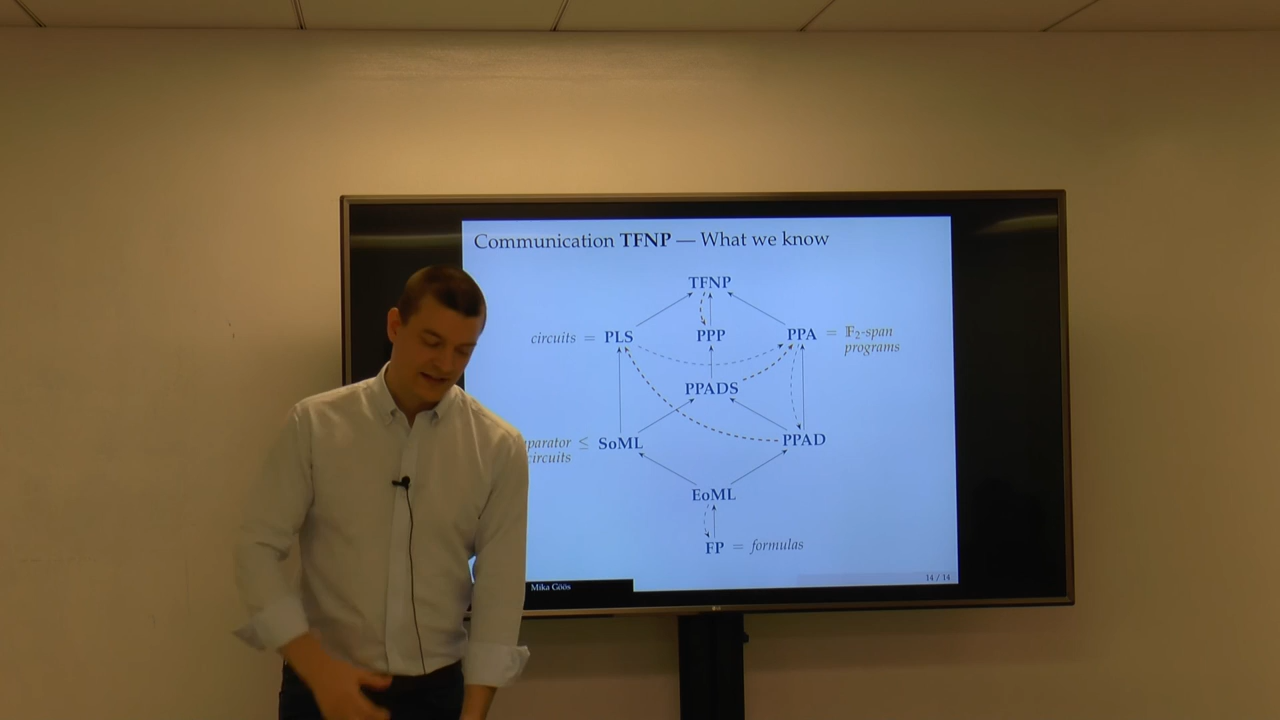 Communication TFNP — What we know
TFNP
circuits = PLS PPP PPA = 𝔽₂-span
programs
PPADS
≤ SoML PPAD
circuits
EoML
FP = formulas
Mika Göös
14 / 14
LG